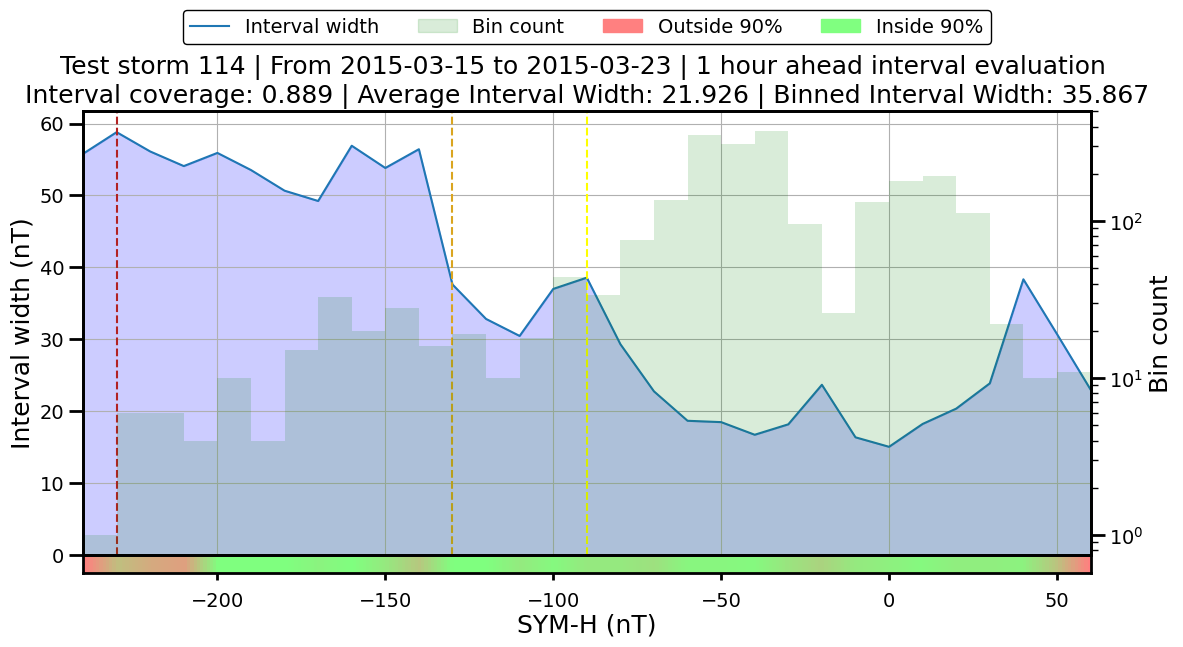 Interval width Bin count Outside 90% Inside 90%
Test storm 114 | From 2015-03-15 to 2015-03-23 | 1 hour ahead interval evaluation
Interval coverage: 0.889 | Average Interval Width: 21.926 | Binned Interval Width: 35.867
Interval width (nT)
60
50
40
30
20
10
0
10²
10¹
10⁰
Bin count
−200 −150 −100 −50 0 50
SYM-H (nT)